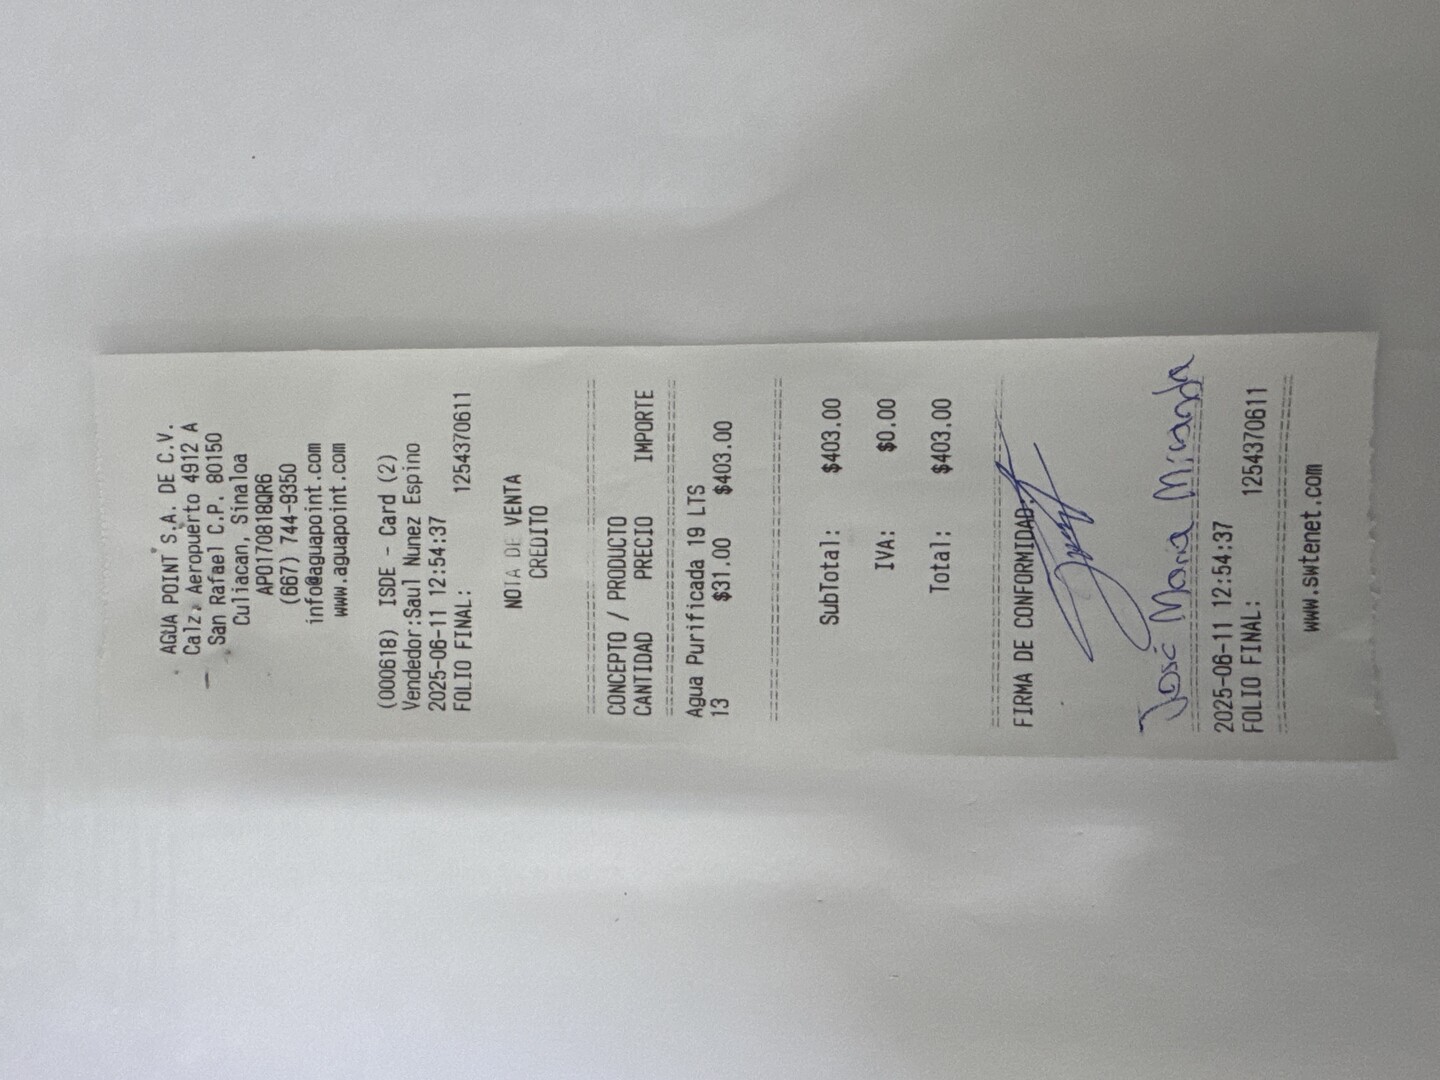 AGUA POINT S.A. DE C.V.
Calz. Aeropuerto 4912 A
San Rafael C.P. 80150
Culiacan, Sinaloa
APO170818QR6
(667) 744-9350
info@aguapoint.com
www.aguapoint.com
(000618) ISDE - Card (2)
Vendedor:Saul Nunez Espino
2025-06-11 12:54:37
FOLIO FINAL: 1254370611
NOTA DE VENTA
CREDITO
CONCEPTO / PRODUCTO
CANTIDAD PRECIO IMPORTE
Agua Purificada 19 LTS
13 $31.00 $403.00
SubTotal: $403.00
IVA: $0.00
Total: $403.00
FIRMA DE CONFORMIDAD:
José Maria Miranda
2025-06-11 12:54:37
FOLIO FINAL: 1254370611
www.swtenet.com